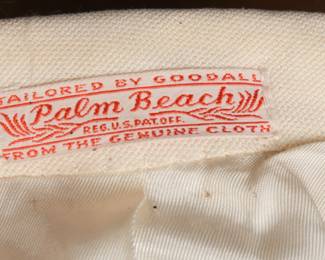 TAILORED BY GOODALL
Palm Beach
REG.U.S.PAT.OFF.
FROM THE GENUINE CLOTH